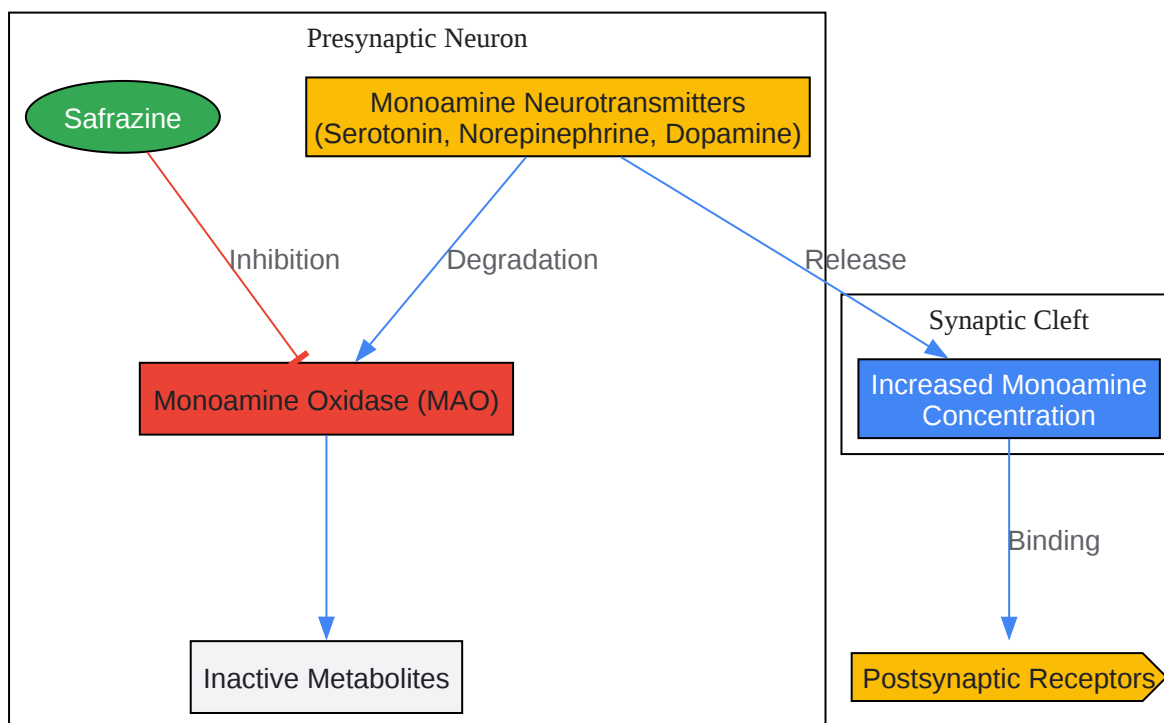 Presynaptic Neuron
Safrazine
Monoamine Neurotransmitters
(Serotonin, Norepinephrine, Dopamine)
Inhibition
Degradation
Release
Synaptic Cleft
Monoamine Oxidase (MAO)
Increased Monoamine
Concentration
Binding
Inactive Metabolites
Postsynaptic Receptors